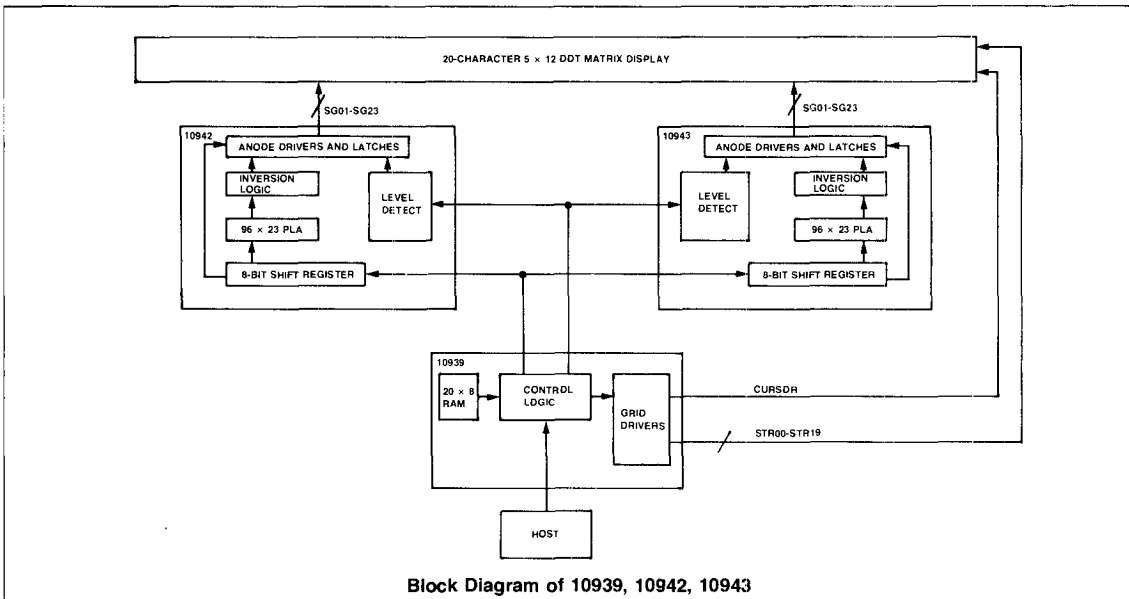 20-CHARACTER 5 × 12 DDT MATRIX DISPLAY
SG01-SG23
SG01-SG23
10942
ANODE DRIVERS AND LATCHES
INVERSION
LOGIC
LEVEL
DETECT
96 × 23 PLA
8-BIT SHIFT REGISTER
10943
ANODE DRIVERS AND LATCHES
LEVEL
DETECT
INVERSION
LOGIC
96 × 23 PLA
8-BIT SHIFT REGISTER
10939
20 × 8
RAM
CONTROL
LOGIC
GRID
DRIVERS
CURSDR
STR00-STR19
HOST
Block Diagram of 10939, 10942, 10943